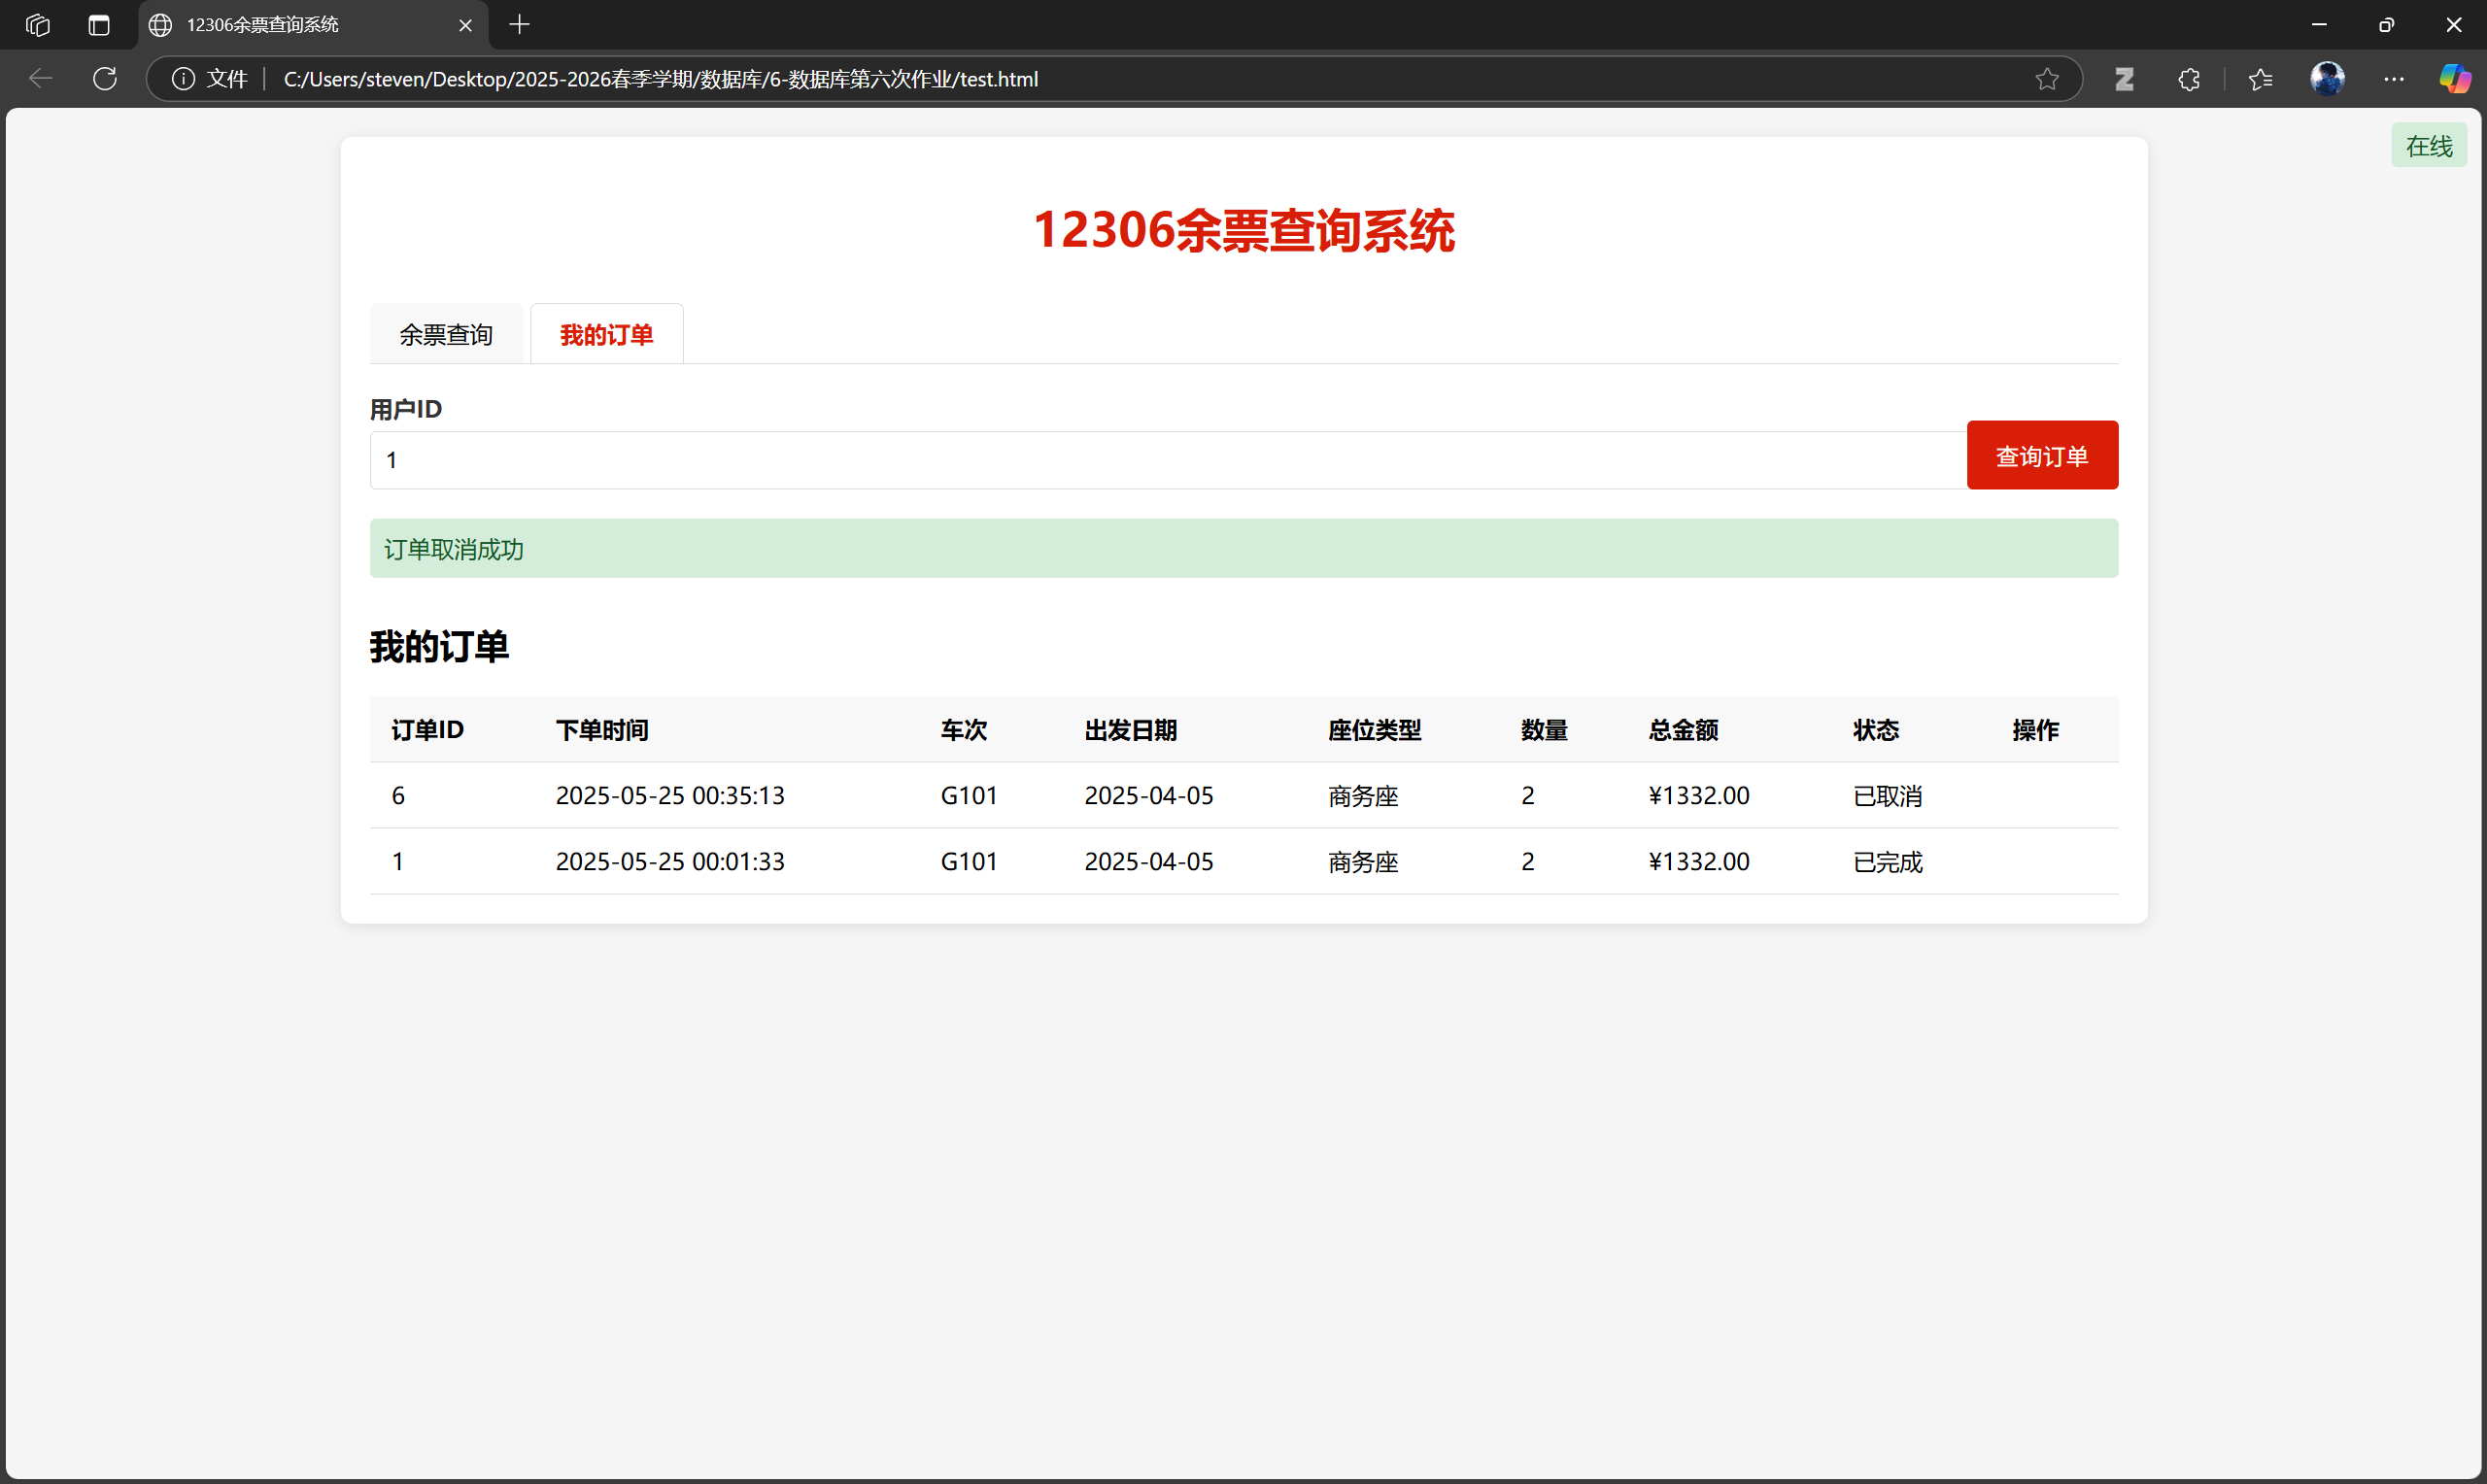 12306余票查询系统
文件
C:/Users/steven/Desktop/2025-2026春季学期/数据库/6-数据库第六次作业/test.html
在线
12306余票查询系统
余票查询 我的订单
用户ID
1
查询订单
订单取消成功
我的订单
订单ID 下单时间 车次 出发日期 座位类型 数量 总金额 状态 操作
6 2025-05-25 00:35:13 G101 2025-04-05 商务座 2 ¥1332.00 已取消
1 2025-05-25 00:01:33 G101 2025-04-05 商务座 2 ¥1332.00 已完成